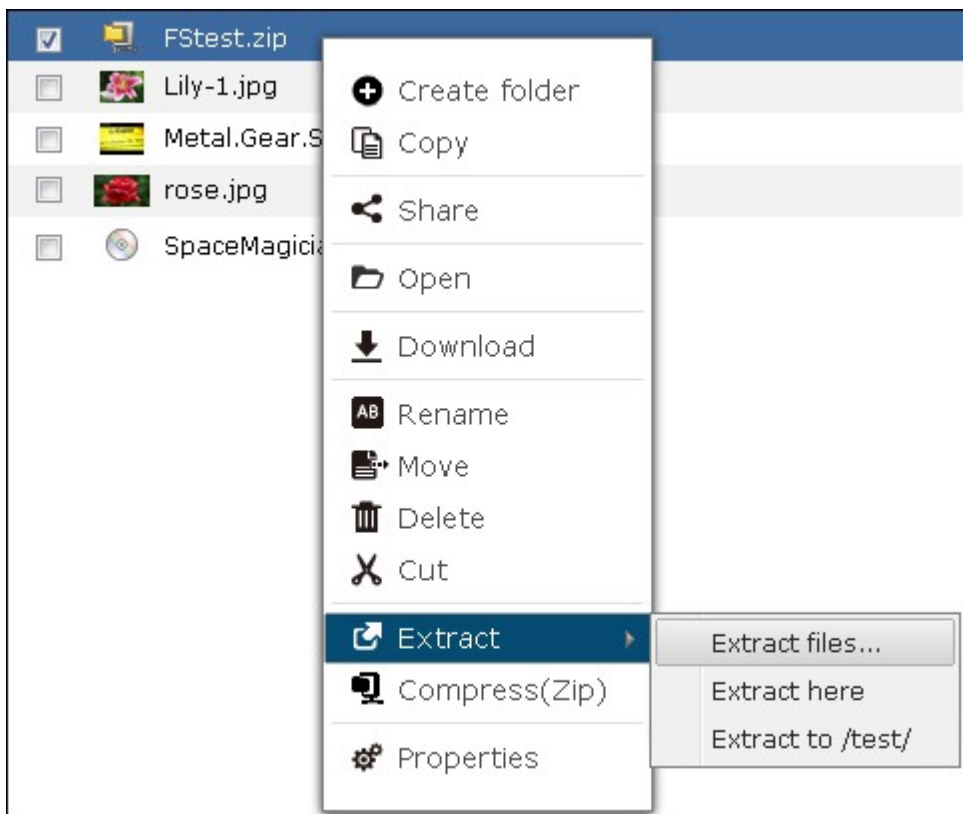 FStest.zip
Lily-1.jpg
Metal.Gear.S
rose.jpg
SpaceMagicia
Create folder
Copy
Share
Open
Download
AB Rename
Move
Delete
Cut
Extract
Compress(Zip)
Properties
Extract files...
Extract here
Extract to /test/